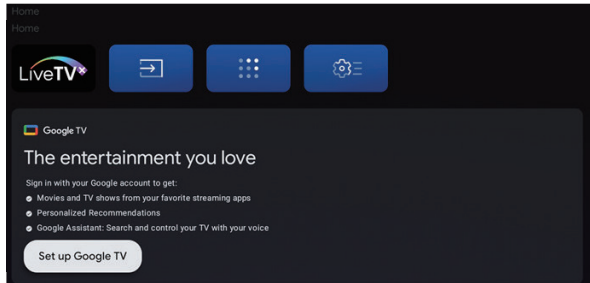 Home
Home
LiveTVx
Google TV
The entertainment you love
Sign in with your Google account to get:
Movies and TV shows from your favorite streaming apps
Personalized Recommendations
Google Assistant: Search and control your TV with your voice
Set up Google TV